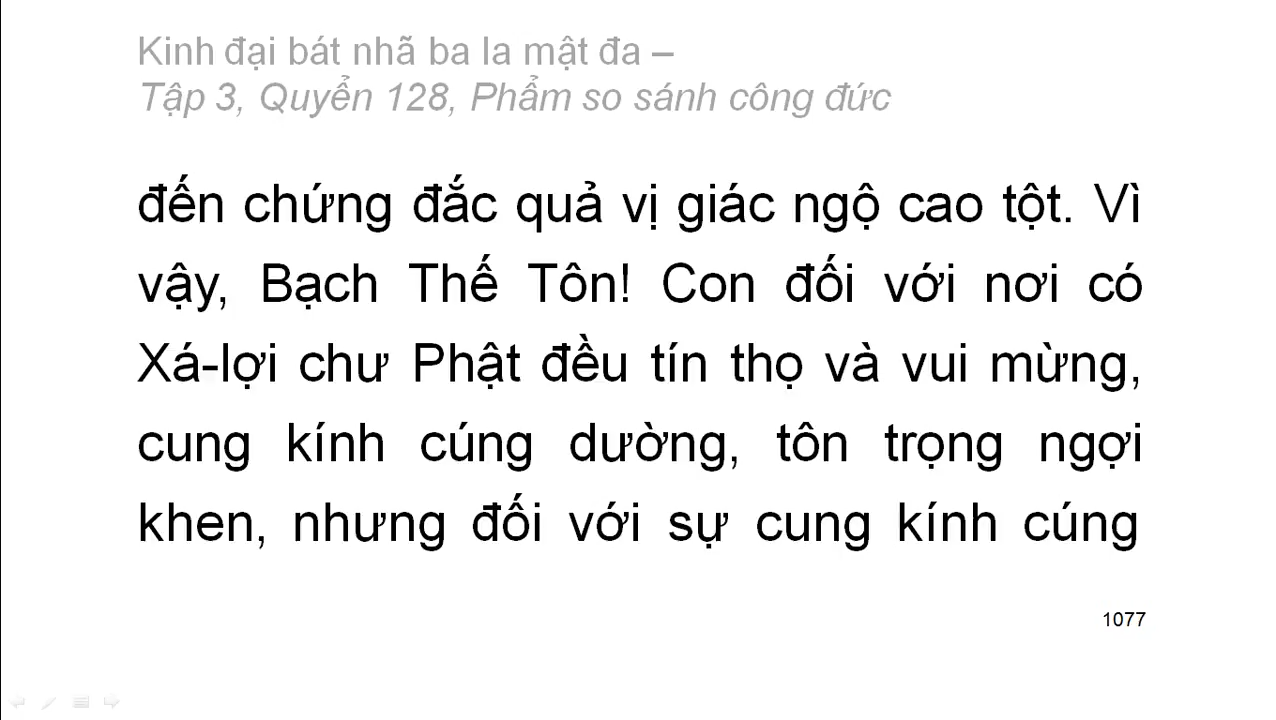 Kinh đại bát nhã ba la mật đa –
Tập 3, Quyển 128, Phẩm so sánh công đức
đến chứng đắc quả vị giác ngộ cao tột. Vì
vậy, Bạch Thế Tôn! Con đối với nơi có
Xá-lợi chư Phật đều tín thọ và vui mừng,
cung kính cúng dường, tôn trọng ngợi
khen, nhưng đối với sự cung kính cúng
1077